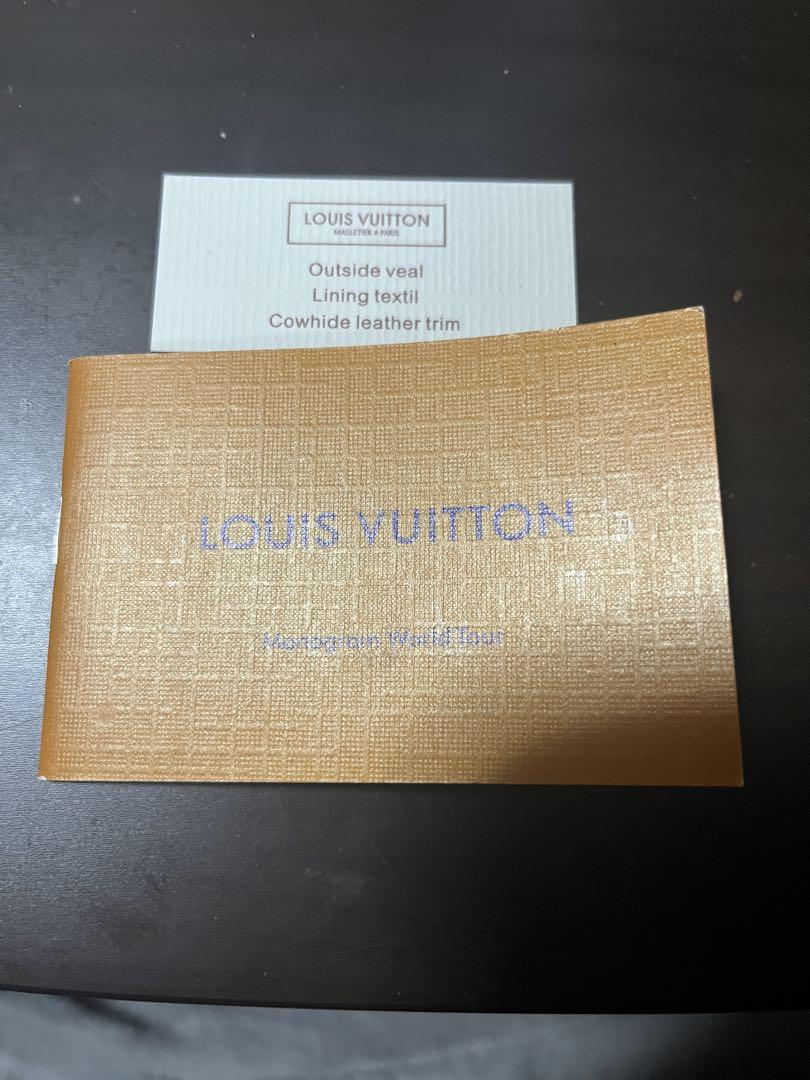 LOUIS VUITTON
MALLETIER A PARIS
Outside veal
Lining textil
Cowhide leather trim
LOUIS VUITTON
Monogram World Tour